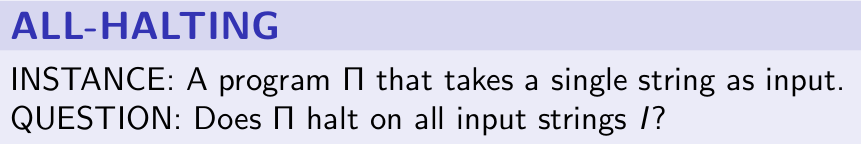 ALL-HALTING
INSTANCE: A program Π that takes a single string as input.
QUESTION: Does Π halt on all input strings I?